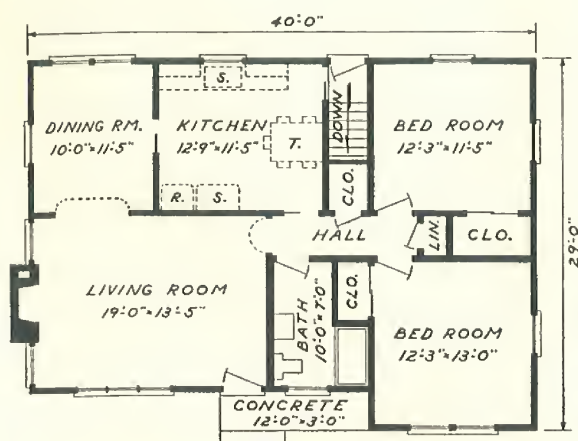 40'-0"
S.
DINING RM.
10'-0"×11'-5"
KITCHEN
12'-9"×11'-5"
T.
DOWN
BED ROOM
12'-3"×11'-5"
R.
S.
CLO.
HALL
LIN.
CLO.
29'-0"
LIVING ROOM
19'-0"×13'-5"
BATH
10'-0"×7'-0"
CLO.
BED ROOM
12'-3"×13'-0"
CONCRETE
12'-0"×3'-0"